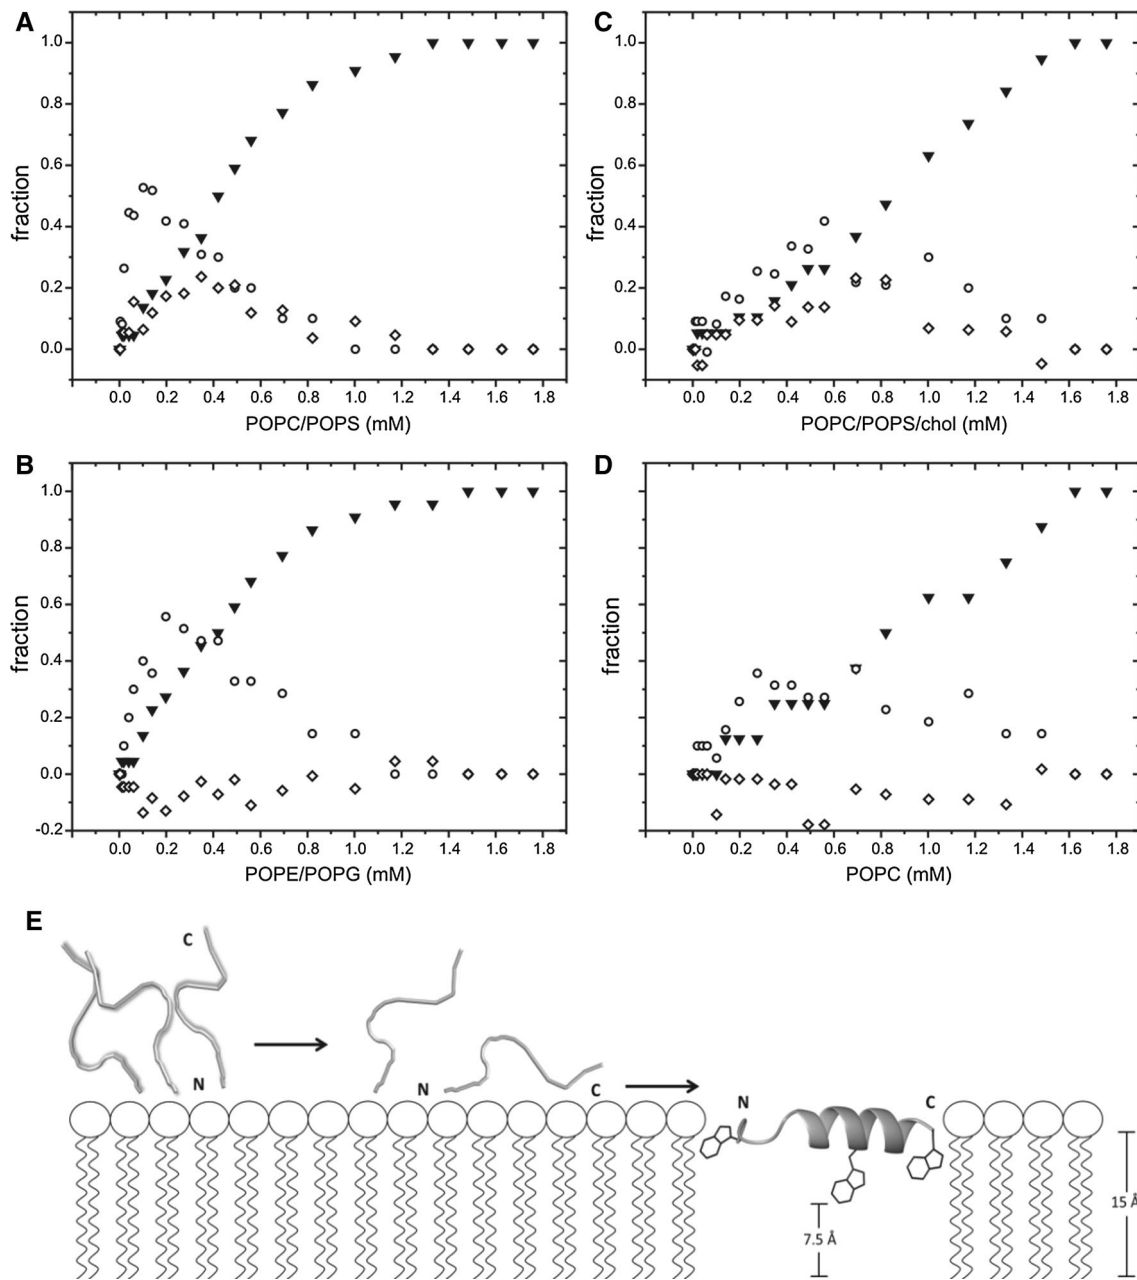 A
1.0
0.8
0.6
0.4
0.2
0.0
fraction
0.0 0.2 0.4 0.6 0.8 1.0 1.2 1.4 1.6 1.8
POPC/POPS (mM)
C
1.0
0.8
0.6
0.4
0.2
0.0
fraction
0.0 0.2 0.4 0.6 0.8 1.0 1.2 1.4 1.6 1.8
POPC/POPS/chol (mM)
B
1.0
0.8
0.6
0.4
0.2
0.0
-0.2
fraction
0.0 0.2 0.4 0.6 0.8 1.0 1.2 1.4 1.6 1.8
POPE/POPG (mM)
D
fraction
0.0 0.2 0.4 0.6 0.8 1.0 1.2 1.4 1.6 1.8
POPC (mM)
E
C
N
N
C
N
C
7.5 Å
15 Å